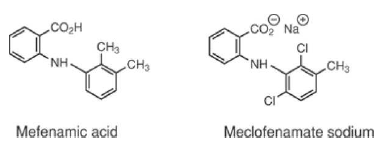 CO₂H
CH₃
CH₃
NH
Mefenamic acid
CO₂⊖ Na⊕
Cl
NH
CH₃
Cl
Meclofenamate sodium